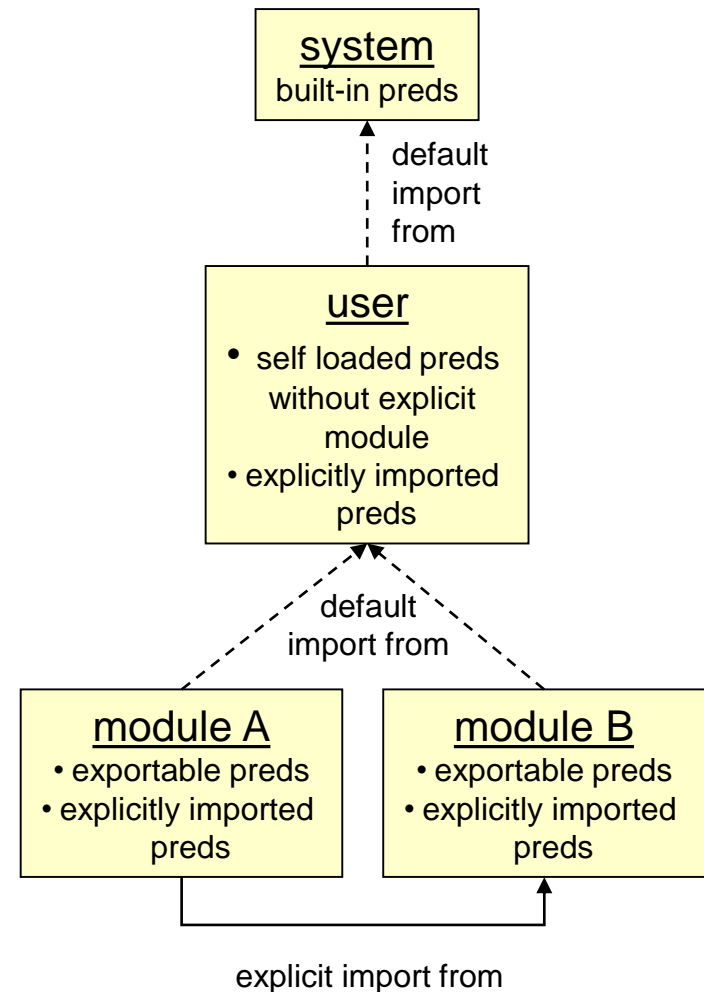 system
built-in preds
default
import
from
user
• self loaded preds
without explicit
module
• explicitly imported
preds
default
import from
module A
• exportable preds
• explicitly imported
preds
module B
• exportable preds
• explicitly imported
preds
explicit import from